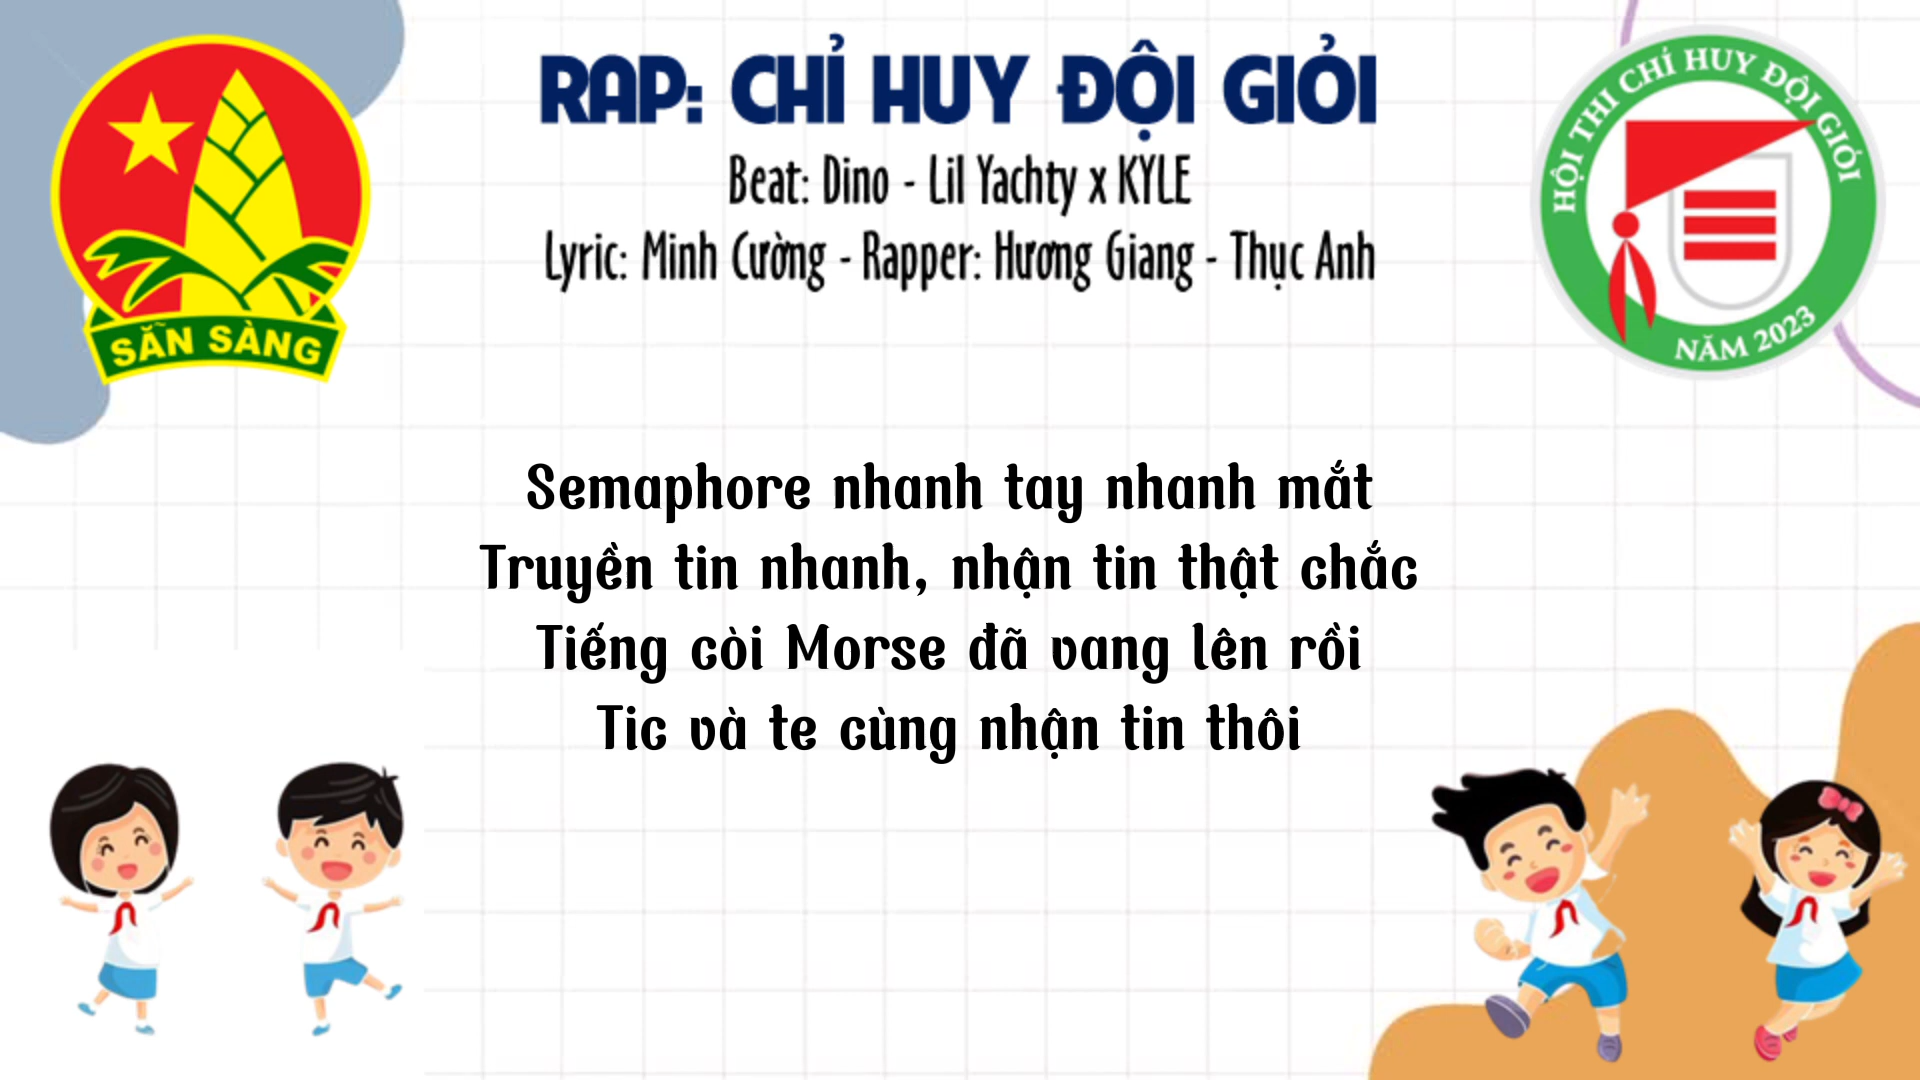 RAP: CHỈ HUY ĐỘI GIỎI
Beat: Dino - Lil Yachty x KYLE
Lyric: Minh Cường - Rapper: Hương Giang - Thục Anh
SẴN SÀNG
HỘI THI CHỈ HUY ĐỘI GIỎI
NĂM 2023
Semaphore nhanh tay nhanh mắt
Truyền tin nhanh, nhận tin thật chắc
Tiếng còi Morse đã vang lên rồi
Tic và te cùng nhận tin thôi